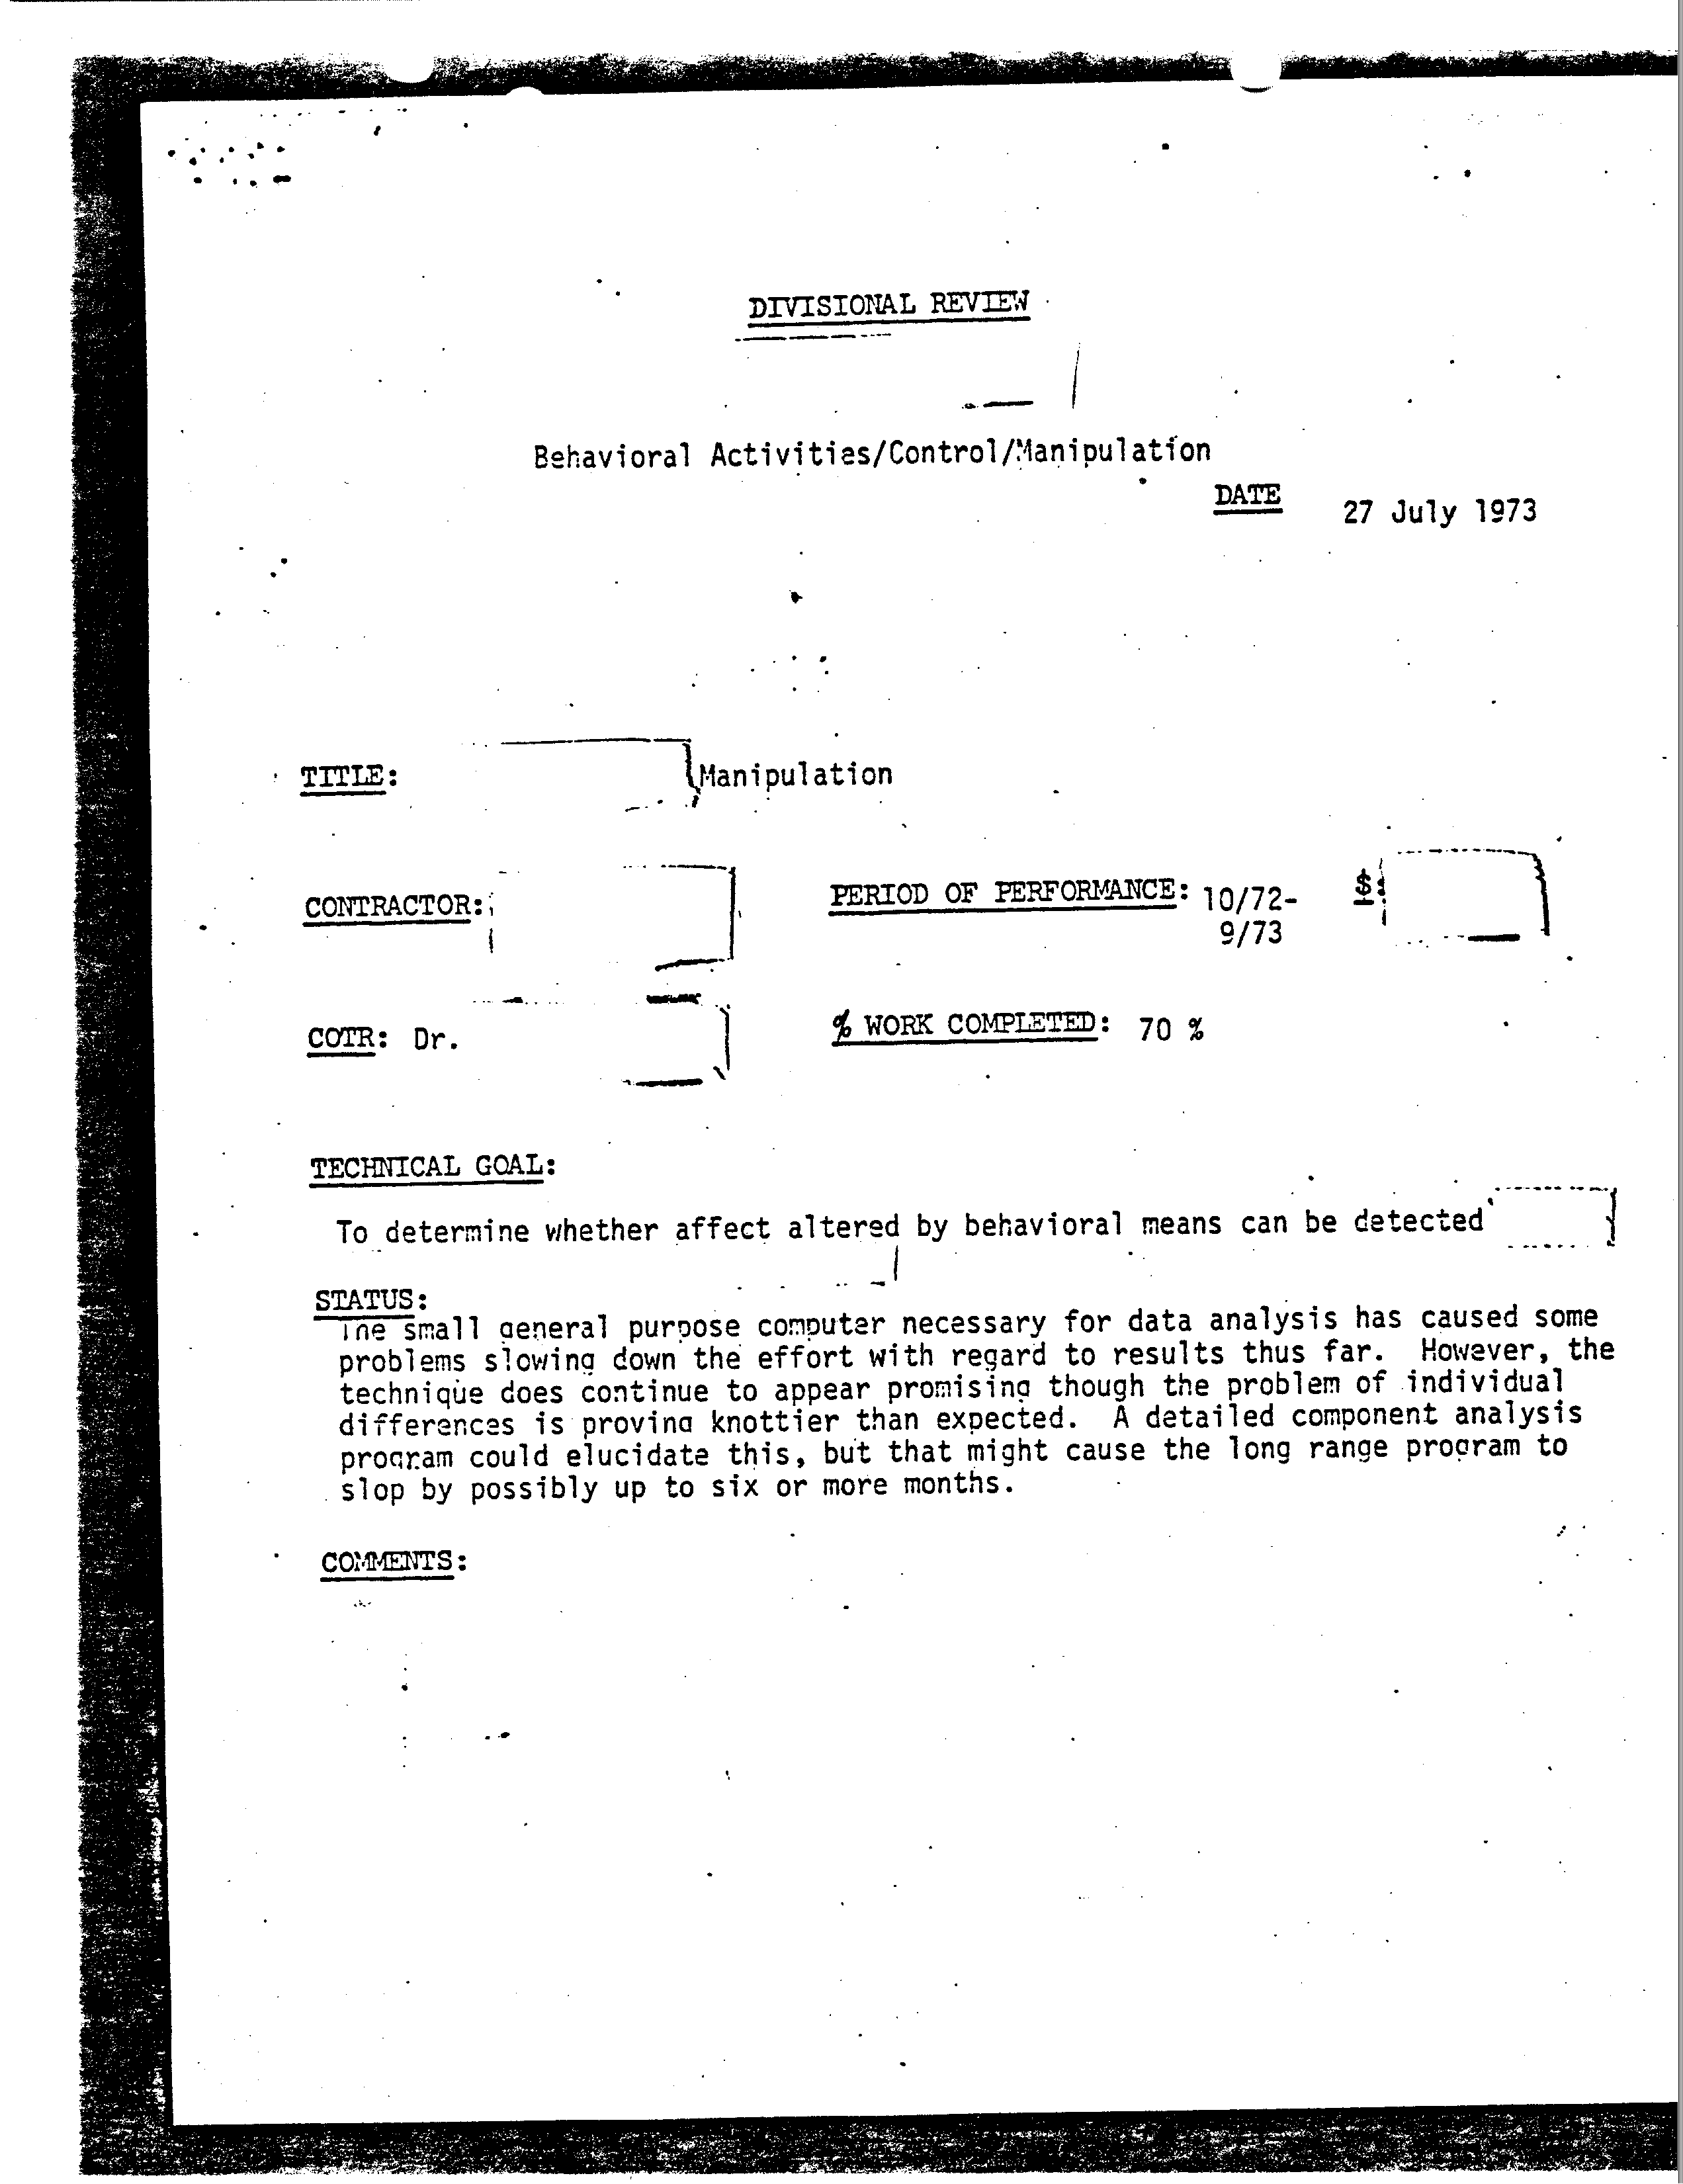 DIVISIONAL REVIEW
Behavioral Activities/Control/Manipulation
DATE 27 July 1973
TITLE: Manipulation
CONTRACTOR: PERIOD OF PERFORMANCE: 10/72- $:
9/73
COTR: Dr. % WORK COMPLETED: 70 %
TECHNICAL GOAL:
To determine whether affect altered by behavioral means can be detected
STATUS:
The small general purpose computer necessary for data analysis has caused some
problems slowing down the effort with regard to results thus far. However, the
technique does continue to appear promising though the problem of individual
differences is proving knottier than expected. A detailed component analysis
program could elucidate this, but that might cause the long range program to
slop by possibly up to six or more months.
COMMENTS: